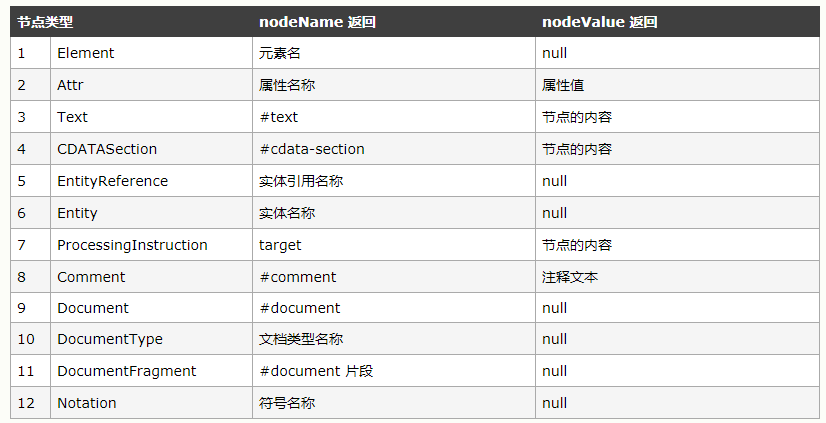 节点类型 nodeName 返回 nodeValue 返回
1 Element 元素名 null
2 Attr 属性名称 属性值
3 Text #text 节点的内容
4 CDATASection #cdata-section 节点的内容
5 EntityReference 实体引用名称 null
6 Entity 实体名称 null
7 ProcessingInstruction target 节点的内容
8 Comment #comment 注释文本
9 Document #document null
10 DocumentType 文档类型名称 null
11 DocumentFragment #document 片段 null
12 Notation 符号名称 null